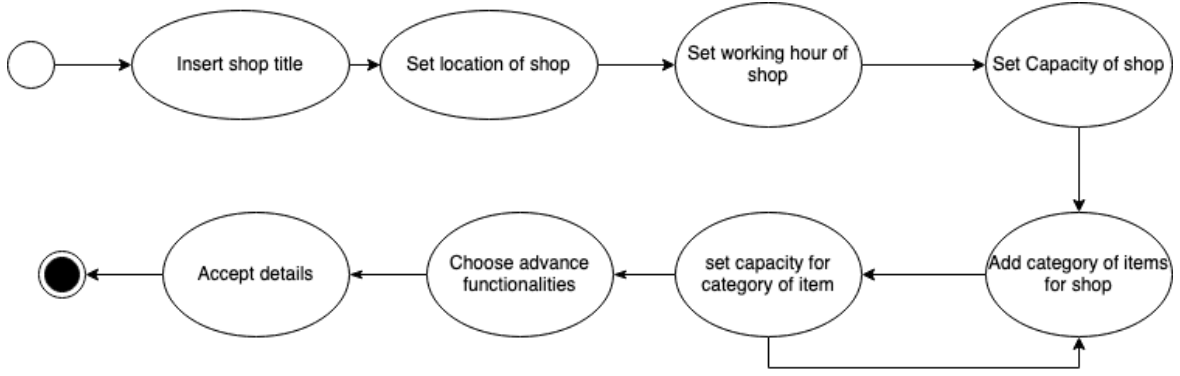 Insert shop title
Set location of shop
Set working hour of
shop
Set Capacity of shop
Add category of items
for shop
set capacity for
category of item
Choose advance
functionalities
Accept details